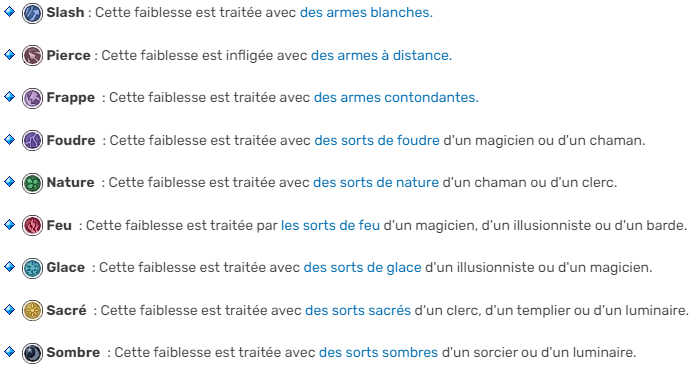 Slash : Cette faiblesse est traitée avec des armes blanches.
Pierce : Cette faiblesse est infligée avec des armes à distance.
Frappe : Cette faiblesse est traitée avec des armes contondantes.
Foudre : Cette faiblesse est traitée avec des sorts de foudre d'un magicien ou d'un chaman.
Nature : Cette faiblesse est traitée avec des sorts de nature d'un chaman ou d'un clerc.
Feu : Cette faiblesse est traitée par les sorts de feu d'un magicien, d'un illusionniste ou d'un barde.
Glace : Cette faiblesse est traitée avec des sorts de glace d'un illusionniste ou d'un magicien.
Sacré : Cette faiblesse est traitée avec des sorts sacrés d'un clerc, d'un templier ou d'un luminaire.
Sombre : Cette faiblesse est traitée avec des sorts sombres d'un sorcier ou d'un luminaire.